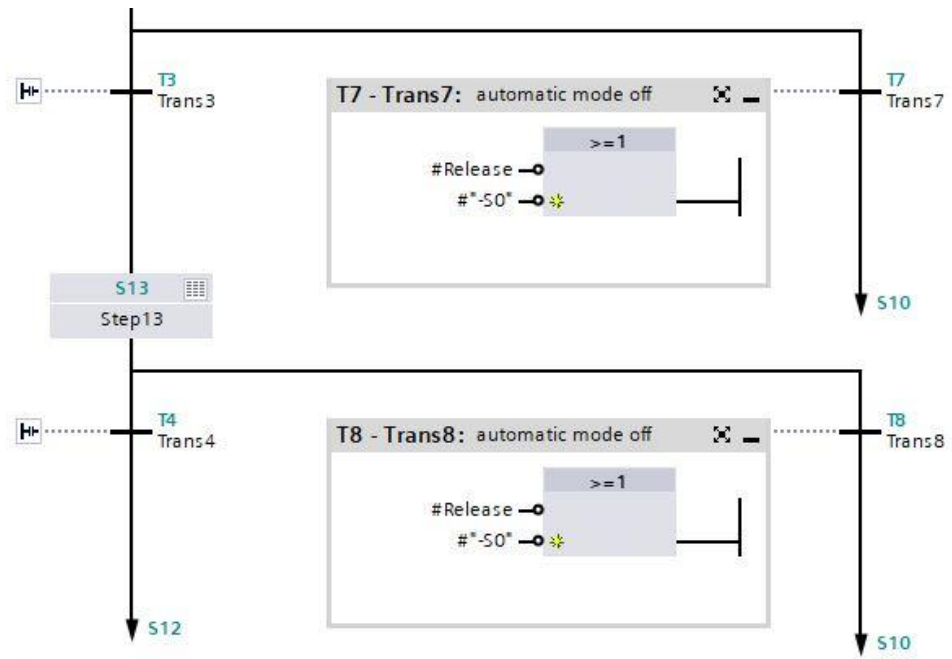 T3
Trans3
T7 - Trans7: automatic mode off
T7
Trans7
>=1
#Release
#"-S0"
S13
Step13
S10
T4
Trans4
T8 - Trans8: automatic mode off
T8
Trans8
>=1
#Release
#"-S0"
S12
S10